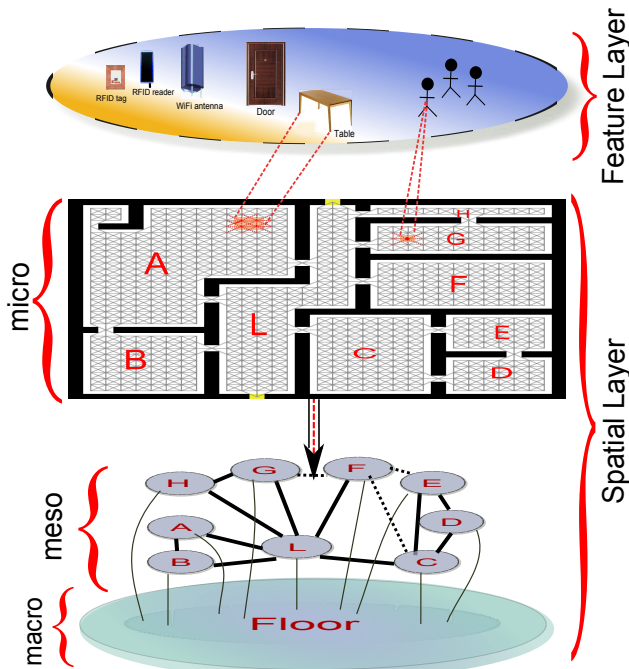 RFID tag
RFID reader
WiFi antenna
Door
Table
Feature Layer
micro
A
B
L
H
G
F
C
E
D
Spatial Layer
meso
H
G
F
E
A
D
B
L
C
macro
Floor